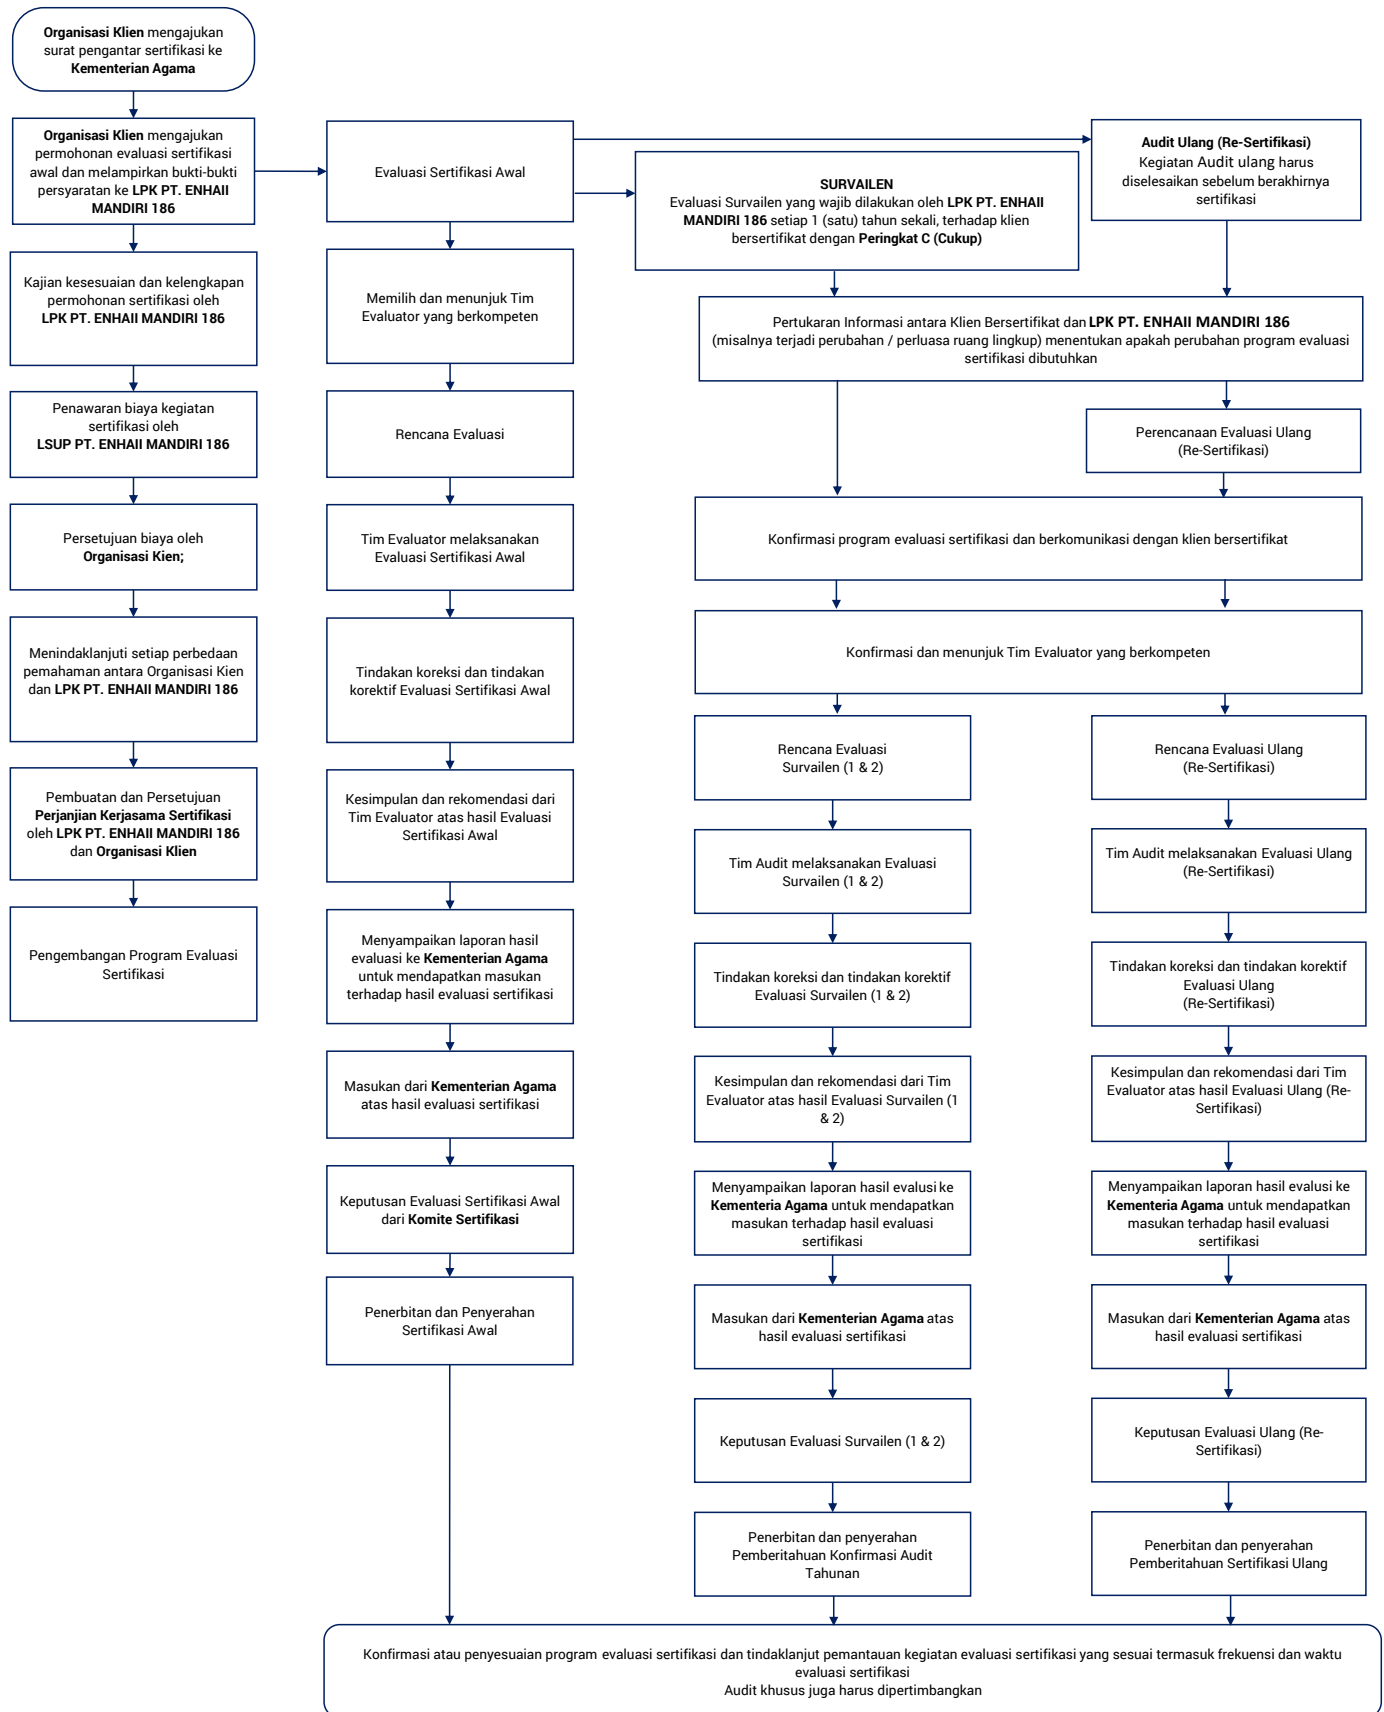 Organisasi Klien mengajukan
surat pengantar sertifikasi ke
Kementerian Agama
Organisasi Klien mengajukan
permohonan evaluasi sertifikasi
awal dan melampirkan bukti-bukti
persyaratan ke LPK PT. ENHAII
MANDIRI 186
Kajian kesesuaian dan kelengkapan
permohonan sertifikasi oleh
LPK PT. ENHAII MANDIRI 186
Penawaran biaya kegiatan
sertifikasi oleh
LSUP PT. ENHAII MANDIRI 186
Persetujuan biaya oleh
Organisasi Kien;
Menindaklanjuti setiap perbedaan
pemahaman antara Organisasi Kien
dan LPK PT. ENHAII MANDIRI 186
Pembuatan dan Persetujuan
Perjanjian Kerjasama Sertifikasi
oleh LPK PT. ENHAII MANDIRI 186
dan Organisasi Klien
Pengembangan Program Evaluasi
Sertifikasi
Evaluasi Sertifikasi Awal
Memilih dan menunjuk Tim
Evaluator yang berkompeten
Rencana Evaluasi
Tim Evaluator melaksanakan
Evaluasi Sertifikasi Awal
Tindakan koreksi dan tindakan
korektif Evaluasi Sertifikasi Awal
Kesimpulan dan rekomendasi dari
Tim Evaluator atas hasil Evaluasi
Sertifikasi Awal
Menyampaikan laporan hasil
evaluasi ke Kementerian Agama
untuk mendapatkan masukan
terhadap hasil evaluasi sertifikasi
Masukan dari Kementerian Agama
atas hasil evaluasi sertifikasi
Keputusan Evaluasi Sertifikasi Awal
dari Komite Sertifikasi
Penerbitan dan Penyerahan
Sertifikasi Awal
SURVAILEN
Evaluasi Survailen yang wajib dilakukan oleh LPK PT. ENHAII
MANDIRI 186 setiap 1 (satu) tahun sekali, terhadap klien
bersertifikat dengan Peringkat C (Cukup)
Audit Ulang (Re-Sertifikasi)
Kegiatan Audit ulang harus
diselesaikan sebelum berakhirnya
sertifikasi
Pertukaran Informasi antara Klien Bersertifikat dan LPK PT. ENHAII MANDIRI 186
(misalnya terjadi perubahan / perluasa ruang lingkup) menentukan apakah perubahan program evaluasi
sertifikasi dibutuhkan
Perencanaan Evaluasi Ulang
(Re-Sertifikasi)
Konfirmasi program evaluasi sertifikasi dan berkomunikasi dengan klien bersertifikat
Konfirmasi dan menunjuk Tim Evaluator yang berkompeten
Rencana Evaluasi
Survailen (1 & 2)
Tim Audit melaksanakan Evaluasi
Survailen (1 & 2)
Tindakan koreksi dan tindakan korektif
Evaluasi Survailen (1 & 2)
Kesimpulan dan rekomendasi dari Tim
Evaluator atas hasil Evaluasi Survailen (1
& 2)
Menyampaikan laporan hasil evalusi ke
Kementeria Agama untuk mendapatkan
masukan terhadap hasil evaluasi
sertifikasi
Masukan dari Kementerian Agama atas
hasil evaluasi sertifikasi
Keputusan Evaluasi Survailen (1 & 2)
Penerbitan dan penyerahan
Pemberitahuan Konfirmasi Audit
Tahunan
Rencana Evaluasi Ulang
(Re-Sertifikasi)
Tim Audit melaksanakan Evaluasi Ulang
(Re-Sertifikasi)
Tindakan koreksi dan tindakan korektif
Evaluasi Ulang
(Re-Sertifikasi)
Kesimpulan dan rekomendasi dari Tim
Evaluator atas hasil Evaluasi Ulang (Re-
Sertifikasi)
Menyampaikan laporan hasil evalusi ke
Kementeria Agama untuk mendapatkan
masukan terhadap hasil evaluasi
sertifikasi
Masukan dari Kementerian Agama atas
hasil evaluasi sertifikasi
Keputusan Evaluasi Ulang (Re-
Sertifikasi)
Penerbitan dan penyerahan
Pemberitahuan Sertifikasi Ulang
Konfirmasi atau penyesuaian program evaluasi sertifikasi dan tindaklanjut pemantauan kegiatan evaluasi sertifikasi yang sesuai termasuk frekuensi dan waktu
evaluasi sertifikasi
Audit khusus juga harus dipertimbangkan